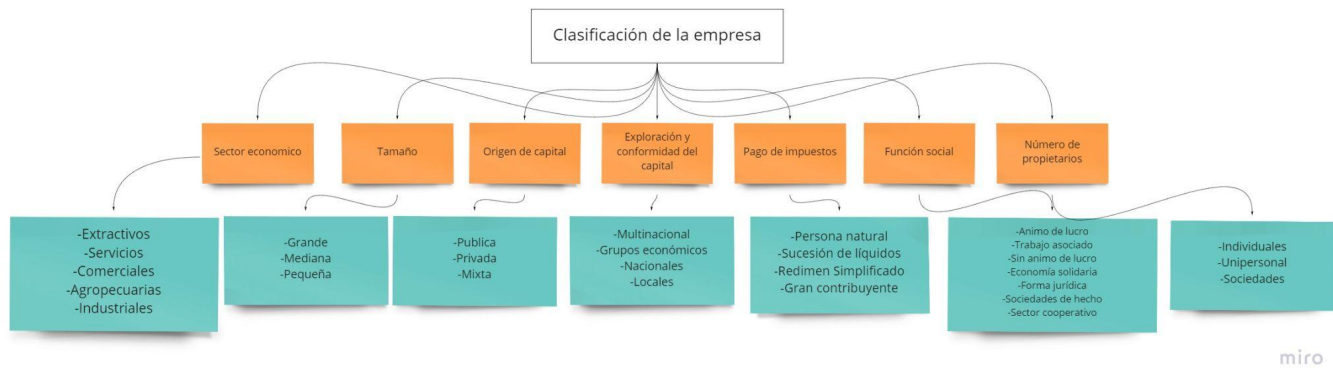 Clasificación de la empresa
Sector economico
Tamaño
Origen de capital
Exploración y
conformidad del
capital
Pago de impuestos
Función social
Número de
propietarios
-Extractivos
-Servicios
-Comerciales
-Agropecuarias
-Industriales
-Grande
-Mediana
-Pequeña
-Publica
-Privada
-Mixta
-Multinacional
-Grupos económicos
-Nacionales
-Locales
-Persona natural
-Sucesión de líquidos
-Redimen Simplificado
-Gran contribuyente
-Animo de lucro
-Trabajo asociado
-Sin animo de lucro
-Economía solidaria
-Forma jurídica
-Sociedades de hecho
-Sector cooperativo
-Individuales
-Unipersonal
-Sociedades
miro